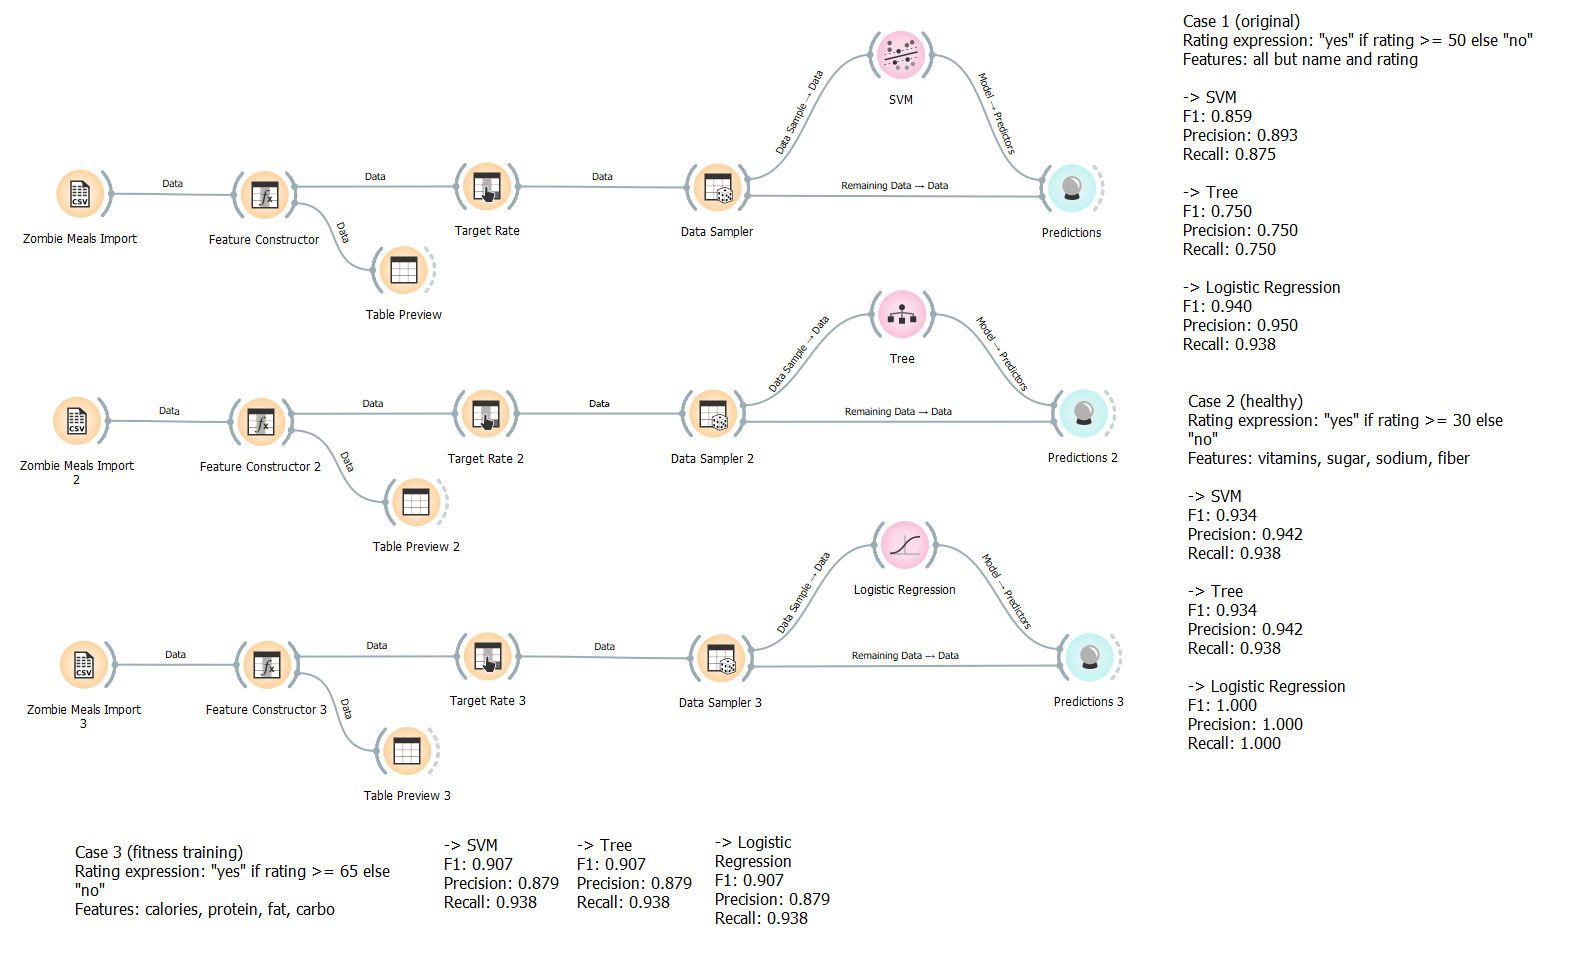 Case 1 (original)
Rating expression: "yes" if rating >= 50 else "no"
Features: all but name and rating
-> SVM
F1: 0.859
Precision: 0.893
Recall: 0.875
-> Tree
F1: 0.750
Precision: 0.750
Recall: 0.750
-> Logistic Regression
F1: 0.940
Precision: 0.950
Recall: 0.938
Data Sample → Data
SVM
Model → Predictors
Data
Data
Data
Remaining Data → Data
Zombie Meals Import
Feature Constructor
Data
Target Rate
Data Sampler
Predictions
Table Preview
Data Sample → Data
Tree
Model → Predictors
Data
Data
Data
Remaining Data → Data
Zombie Meals Import
2
Feature Constructor 2
Data
Target Rate 2
Data Sampler 2
Predictions 2
Table Preview 2
Case 2 (healthy)
Rating expression: "yes" if rating >= 30 else
"no"
Features: vitamins, sugar, sodium, fiber
-> SVM
F1: 0.934
Precision: 0.942
Recall: 0.938
-> Tree
F1: 0.934
Precision: 0.942
Recall: 0.938
-> Logistic Regression
F1: 1.000
Precision: 1.000
Recall: 1.000
Data Sample → Data
Logistic Regression
Model → Predictors
Data
Data
Data
Remaining Data → Data
Zombie Meals Import
3
Feature Constructor 3
Data
Target Rate 3
Data Sampler 3
Predictions 3
Table Preview 3
Case 3 (fitness training)
Rating expression: "yes" if rating >= 65 else
"no"
Features: calories, protein, fat, carbo
-> SVM
F1: 0.907
Precision: 0.879
Recall: 0.938
-> Tree
F1: 0.907
Precision: 0.879
Recall: 0.938
-> Logistic
Regression
F1: 0.907
Precision: 0.879
Recall: 0.938